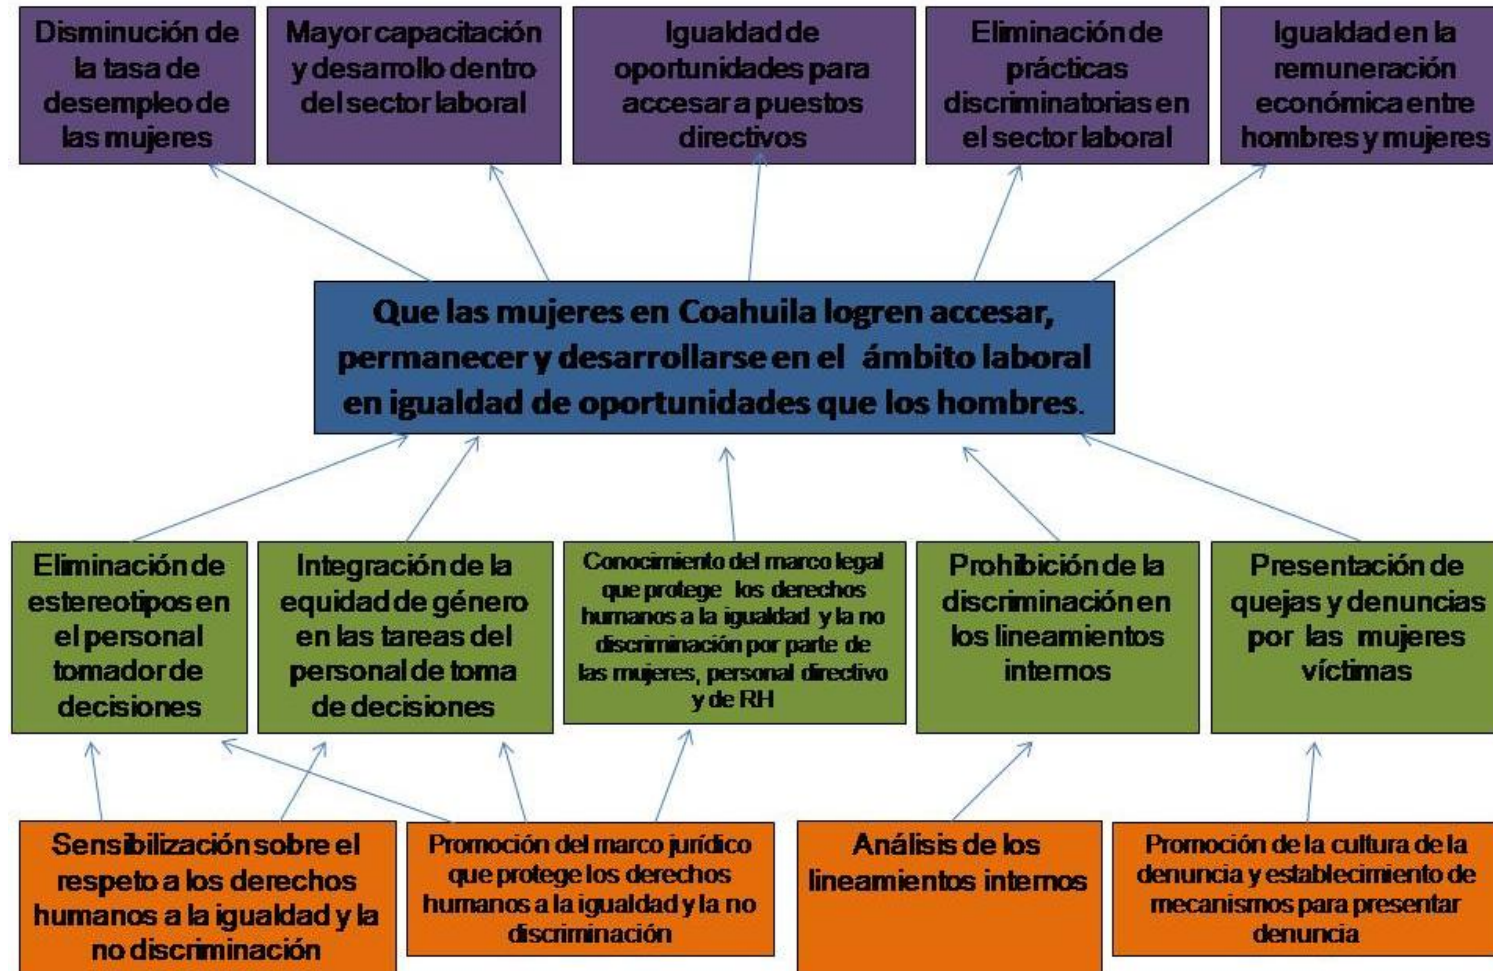 Disminución de
la tasa de
desempleo de
las mujeres
Mayor capacitación
y desarrollo dentro
del sector laboral
Igualdad de
oportunidades para
accesar a puestos
directivos
Eliminación de
prácticas
discriminatorias en
el sector laboral
Igualdad en la
remuneración
económica entre
hombres y mujeres
Que las mujeres en Coahuila logren accesar,
permanecer y desarrollarse en el ámbito laboral
en igualdad de oportunidades que los hombres.
Eliminación de
estereotipos en
el personal
tomador de
decisiones
Integración de la
equidad de género
en las tareas del
personal de toma
de decisiones
Conocimiento del marco legal
que protege los derechos
humanos a la igualdad y la no
discriminación por parte de
las mujeres, personal directivo
y de RH
Prohibición de la
discriminación en
los lineamientos
internos
Presentación de
quejas y denuncias
por las mujeres
víctimas
Sensibilización sobre el
respeto a los derechos
humanos a la igualdad y la
no discriminación
Promoción del marco jurídico
que protege los derechos
humanos a la igualdad y la no
discriminación
Análisis de los
lineamientos internos
Promoción de la cultura de la
denuncia y establecimiento de
mecanismos para presentar
denuncia